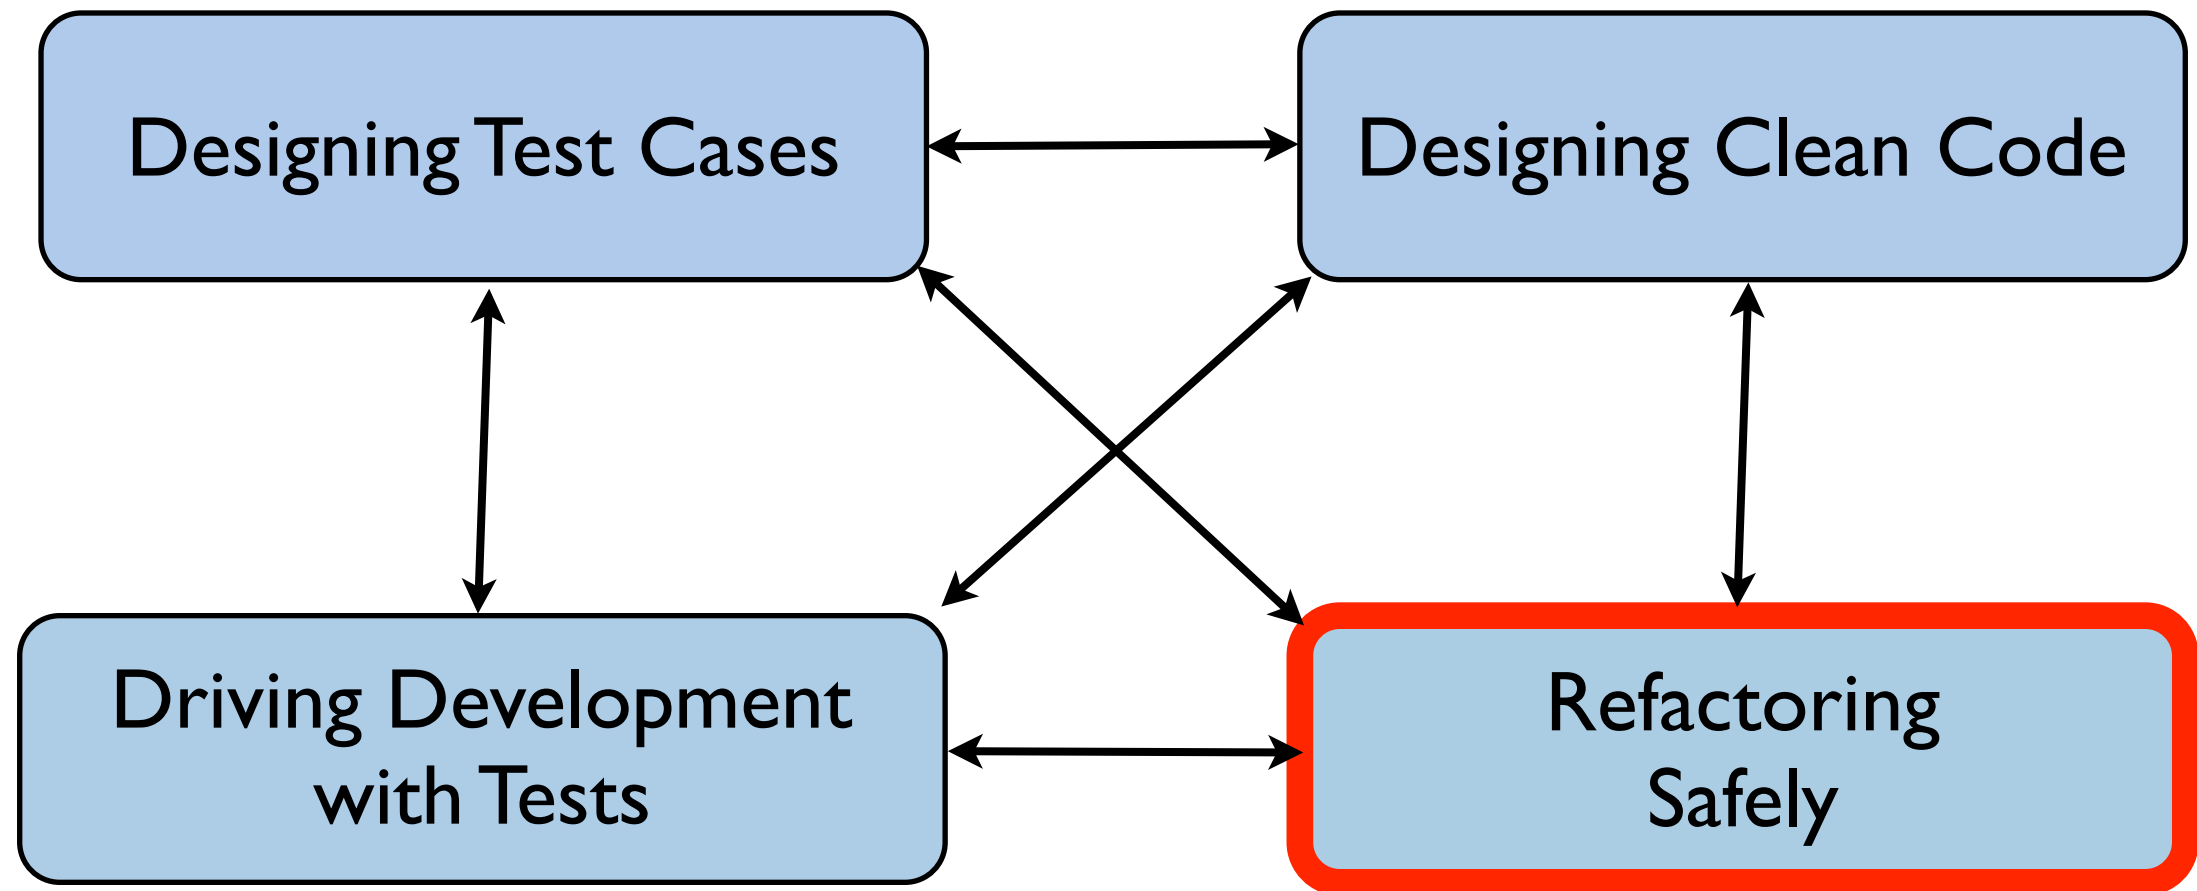 Designing Test Cases
Designing Clean Code
Driving Development
with Tests
Refactoring
Safely